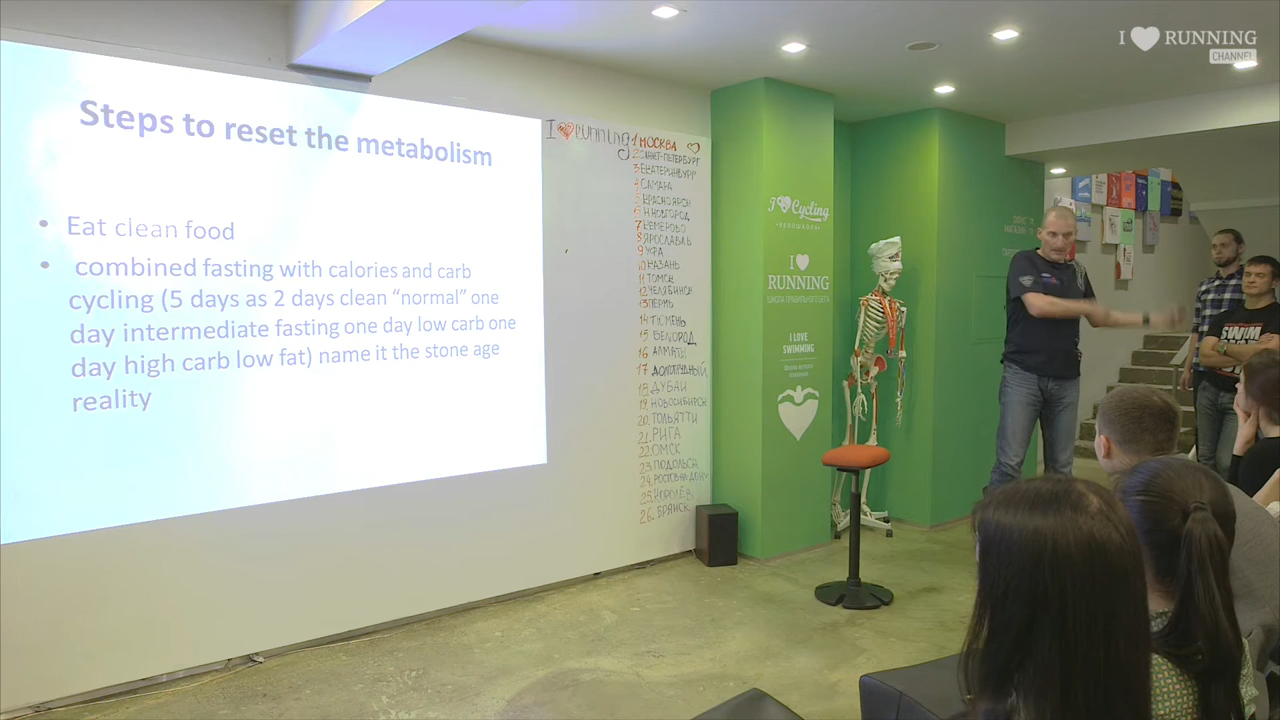 Steps to reset the metabolism
• Eat clean food
• combined fasting with calories and carb
cycling (5 days as 2 days clean “normal” one
day intermediate fasting one day low carb one
day high carb low fat) name it the stone age
reality
I running
1 МОСКВА
2 САНКТ-ПЕТЕРБУРГ
3 ЕКАТЕРИНБУРГ
4 САМАРА
5 КРАСНОЯРСК
6 Н.НОВГОРОД
7 КЕМЕРОВО
8 ЯРОСЛАВЛЬ
9 УФА
10 КАЗАНЬ
11 ТОМСК
12 ЧЕЛЯБИНСК
13 ПЕРМЬ
14 ТЮМЕНЬ
15 БЕЛГОРОД
16 АЛМАТЫ
17 ДОЛГОПРУДНЫЙ
18 ДУБАЙ
19 НОВОСИБИРСК
20. ТОЛЬЯТТИ
21. РИГА
22. ОМСК
23. ПОДОЛЬСК
24. РОСТОВ-НА-ДОНУ
25. КОРОЛЁВ
26. БРЯНСК
I Cycling
• ВЕЛОШКОЛА •
I
RUNNING
ШКОЛА ПРАВИЛЬНОГО БЕГА
I LOVE
SWIMMING
SWIM
I RUNNING
CHANNEL